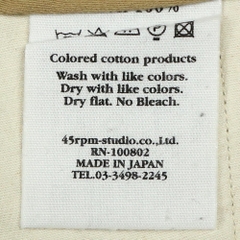 100%
Colored cotton products
Wash with like colors.
Dry with like colors.
Dry flat. No Bleach.
45rpm-studio.co.,Ltd.
RN-100802
MADE IN JAPAN
TEL.03-3498-2245